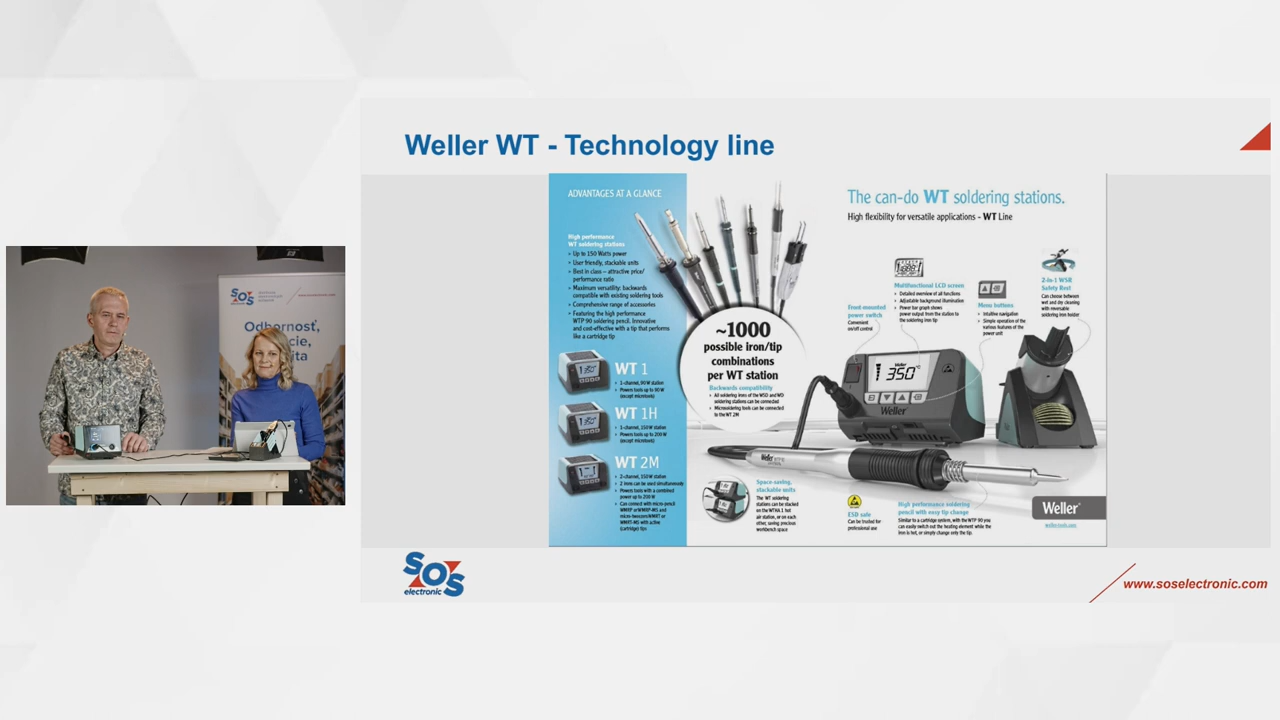 Weller WT - Technology line
ADVANTAGES AT A GLANCE
High performance
WT soldering stations
Up to 150 Watts power
User friendly, stackable units
Best in class – attractive price/
performance ratio
Maximum versatility: backwards
compatible with existing soldering tools
Comprehensive range of accessories
Featuring the high performance
WTP 90 soldering pencil. Innovative
and cost-effective with a tip that performs
like a cartridge tip
WT 1
1-channel, 90 W station
Powers tools up to 90 W
(except microtools)
WT 1H
1-channel, 150 W station
Powers tools up to 200 W
(except microtools)
WT 2M
2-channel, 150 W station
2 irons can be used simultaneously
Powers tools with a combined
power up to 200 W
Can connect with micro-pencil
WMRP or WMRP-MS and
micro-tweezers WMRT or
WMRT-MS with active
(cartridge) tips
~1000
possible iron/tip
combinations
per WT station
Backwards compatibility
All soldering irons of the WSD and WD
soldering stations can be connected
Microsoldering tools can be connected
to the WT 2M
The can-do WT soldering stations.
High flexibility for versatile applications – WT Line
Multifunctional LCD screen
Detailed overview of all functions
Adjustable background illumination
Power bar graph shows
power output from the station to
the soldering iron tip
Front-mounted
power switch
Convenient
on/off control
Menu buttons
Intuitive navigation
Simple operation of the
various features of the
power unit
2-in-1 WSR
Safety Rest
Can choose between
wet and dry cleaning
with reversible
soldering iron holder
Weller
350°C
Weller
Weller
Space-saving,
stackable units
The WT soldering
stations can be stacked
on the WTHA 1 hot
air station, or on each
other, saving precious
workbench space
ESD safe
Can be trusted for
professional use
High performance soldering
pencil with easy tip change
Similar to a cartridge system, with the WTP 90 you
can easily switch out the heating element while the
iron is hot, or simply change only the tip.
Weller
weller-tools.com
SOS
Odbornosť,
SOS
electronic
www.soselectronic.com